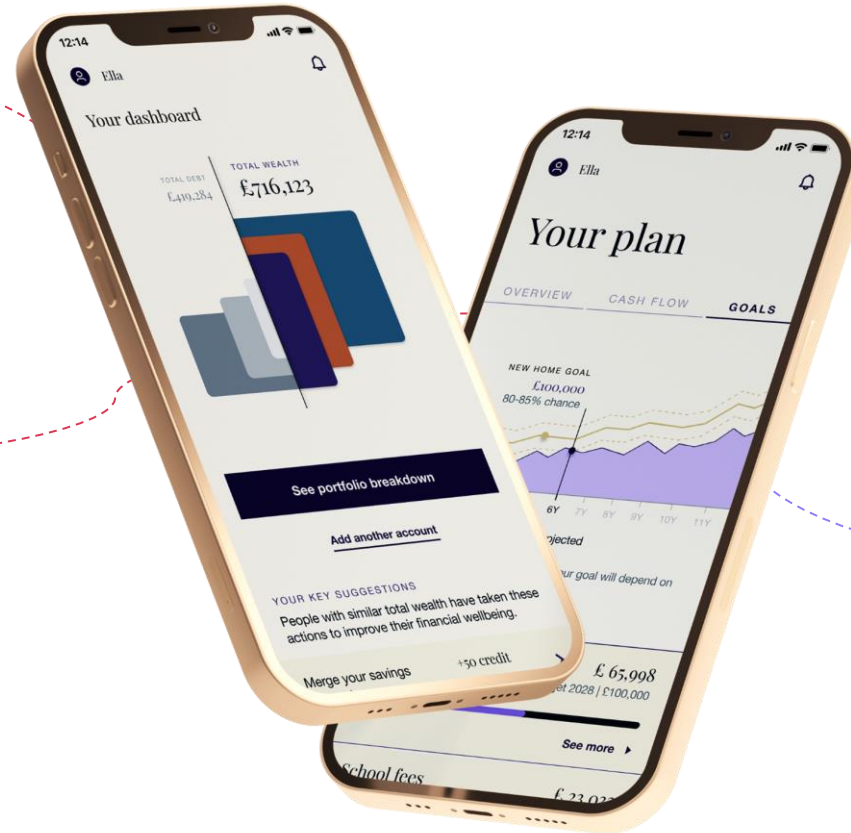 12:14
Ella
Your dashboard
TOTAL DEBT
£419,284
TOTAL WEALTH
£716,123
See portfolio breakdown
Add another account
YOUR KEY SUGGESTIONS
People with similar total wealth have taken these
actions to improve their financial wellbeing.
Merge your savings
+50 credit
12:14
Ella
Your plan
OVERVIEW
CASH FLOW
GOALS
NEW HOME GOAL
£100,000
80-85% chance
6Y 7Y 8Y 9Y 10Y 11Y
goal will depend on
£ 65,998
2028 | £100,000
See more
School fees